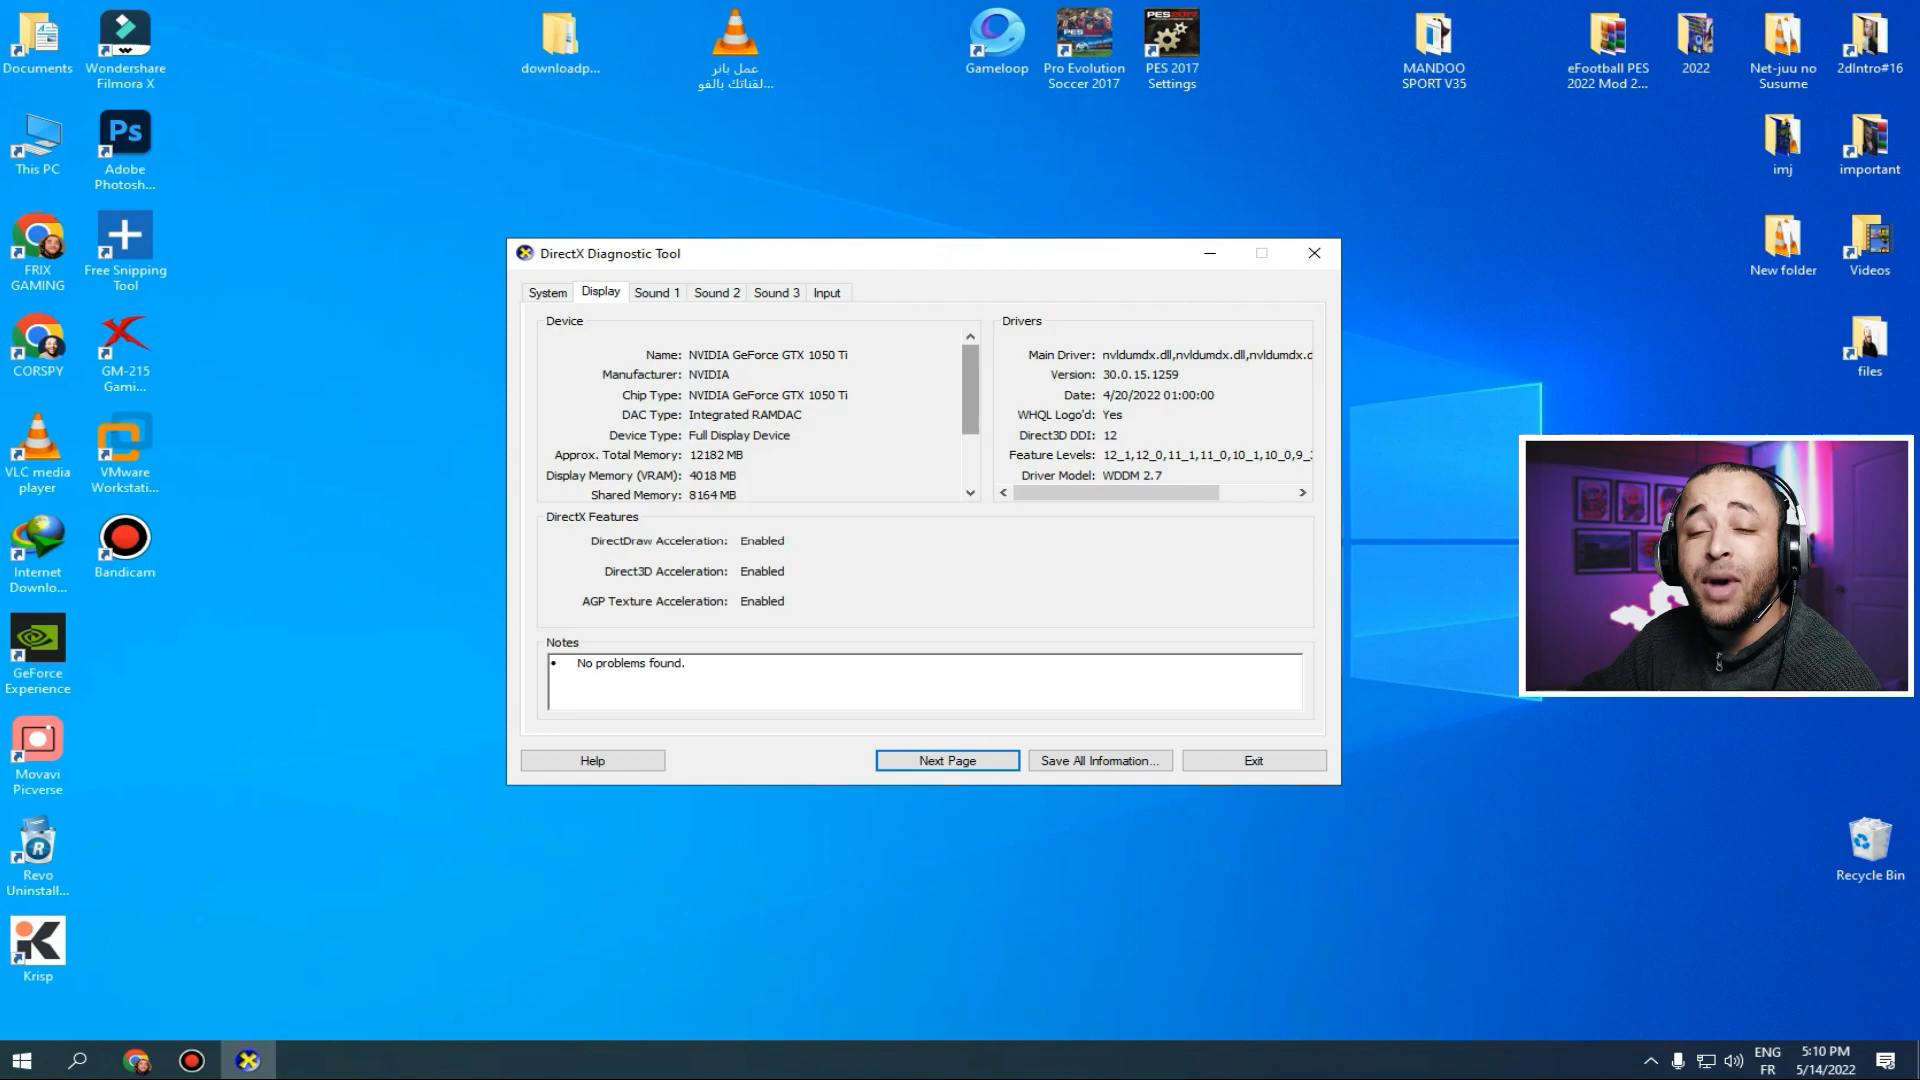 Documents
Wondershare
Filmora X
downloadp...
عمل بانر
لقناتك بالفو...
Gameloop
Pro Evolution
Soccer 2017
PES 2017
Settings
MANDOO
SPORT V35
eFootball PES
2022 Mod 2...
2022
Net-juu no
Susume
2dIntro#16
This PC
Ps
Adobe
Photosh...
imj
important
FRIX
GAMING
Free Snipping
Tool
New folder
Videos
CORSPY
GM-215
Gami...
files
VLC media
player
VMware
Workstati...
Internet
Downlo...
Bandicam
GeForce
Experience
Movavi
Picverse
Revo
Uninstall...
Krisp
Recycle Bin
DirectX Diagnostic Tool
System
Display
Sound 1
Sound 2
Sound 3
Input
Device
Name: NVIDIA GeForce GTX 1050 Ti
Manufacturer: NVIDIA
Chip Type: NVIDIA GeForce GTX 1050 Ti
DAC Type: Integrated RAMDAC
Device Type: Full Display Device
Approx. Total Memory: 12182 MB
Display Memory (VRAM): 4018 MB
Shared Memory: 8164 MB
Drivers
Main Driver: nvldumdx.dll,nvldumdx.dll,nvldumdx.d
Version: 30.0.15.1259
Date: 4/20/2022 01:00:00
WHQL Logo'd: Yes
Direct3D DDI: 12
Feature Levels: 12_1,12_0,11_1,11_0,10_1,10_0,9_3
Driver Model: WDDM 2.7
DirectX Features
DirectDraw Acceleration: Enabled
Direct3D Acceleration: Enabled
AGP Texture Acceleration: Enabled
Notes
• No problems found.
Help
Next Page
Save All Information...
Exit
ENG
FR
5:10 PM
5/14/2022